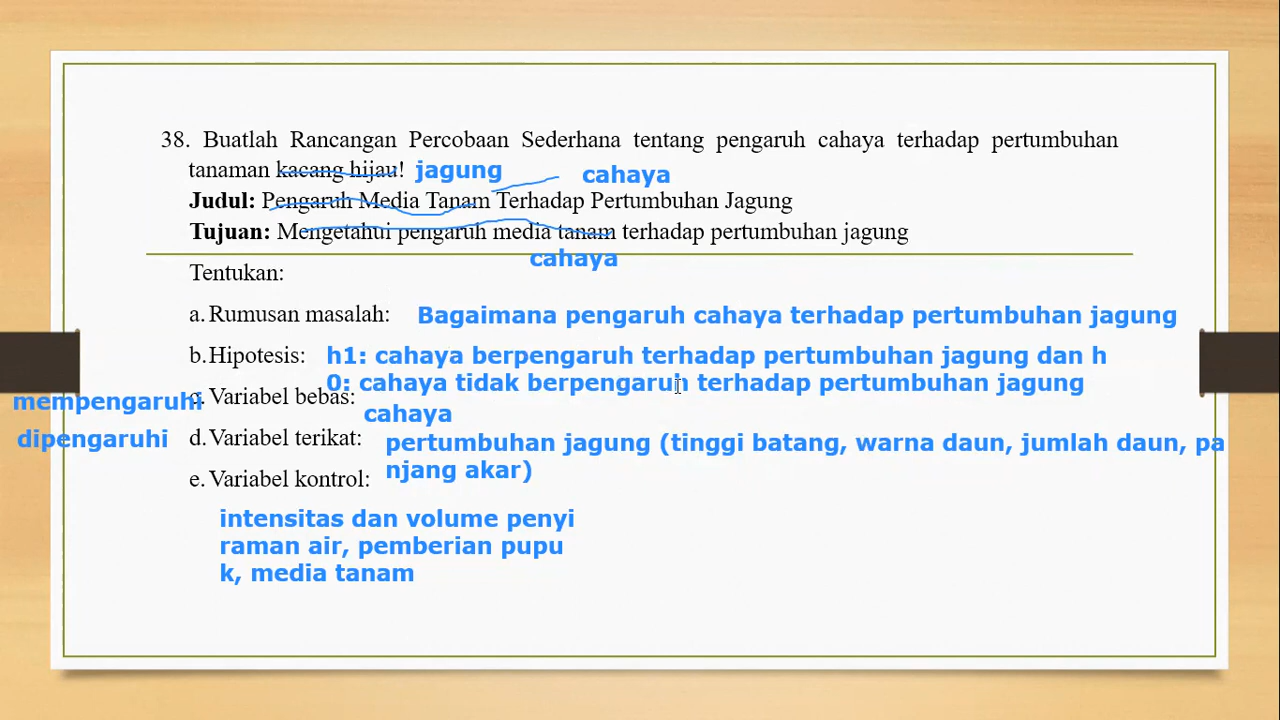 38. Buatlah Rancangan Percobaan Sederhana tentang pengaruh cahaya terhadap pertumbuhan
tanaman kacang hijau! jagung cahaya
Judul: Pengaruh Media Tanam Terhadap Pertumbuhan Jagung
Tujuan: Mengetahui pengaruh media tanam terhadap pertumbuhan jagung
cahaya
Tentukan:
a. Rumusan masalah: Bagaimana pengaruh cahaya terhadap pertumbuhan jagung
b. Hipotesis: h1: cahaya berpengaruh terhadap pertumbuhan jagung dan h
0: cahaya tidak berpengaruh terhadap pertumbuhan jagung
mempengaruhi c. Variabel bebas:
cahaya
dipengaruhi d. Variabel terikat: pertumbuhan jagung (tinggi batang, warna daun, jumlah daun, pa
njang akar)
e. Variabel kontrol:
intensitas dan volume penyi
raman air, pemberian pupu
k, media tanam